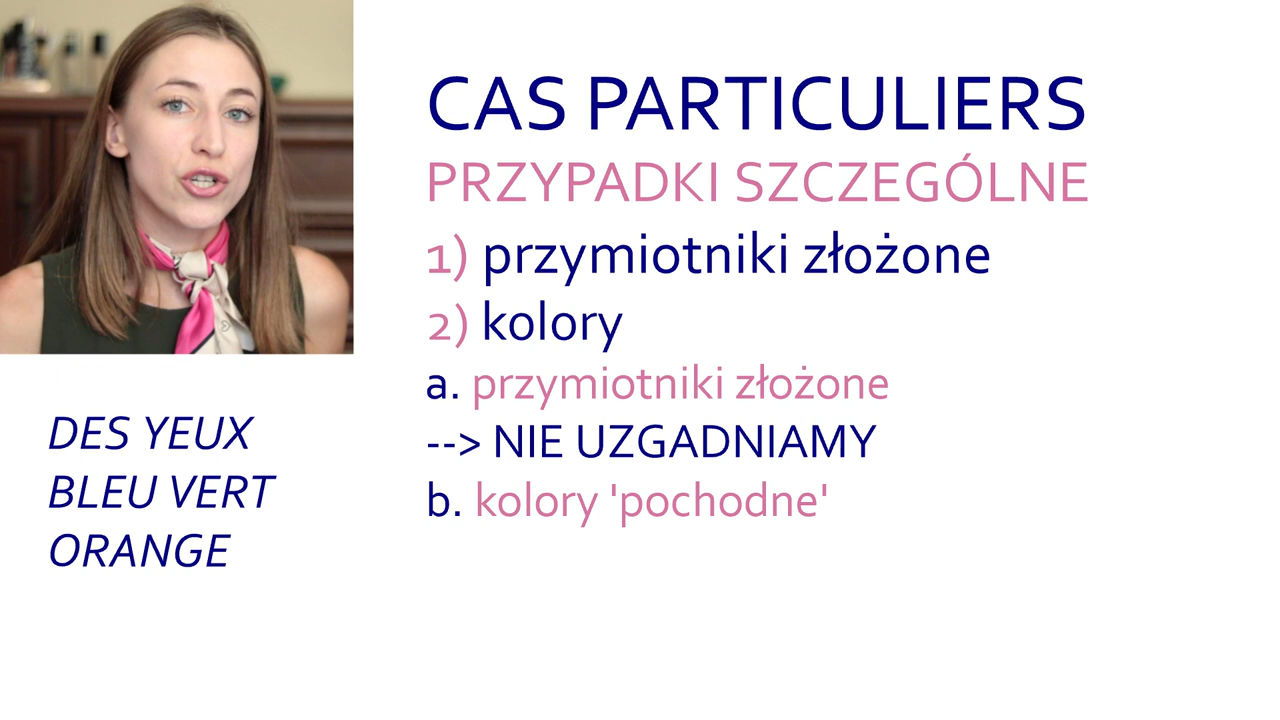 CAS PARTICULIERS
PRZYPADKI SZCZEGÓLNE
1) przymiotniki złożone
2) kolory
a. przymiotniki złożone
--> NIE UZGADNIAMY
b. kolory 'pochodne'
DES YEUX
BLEU VERT
ORANGE